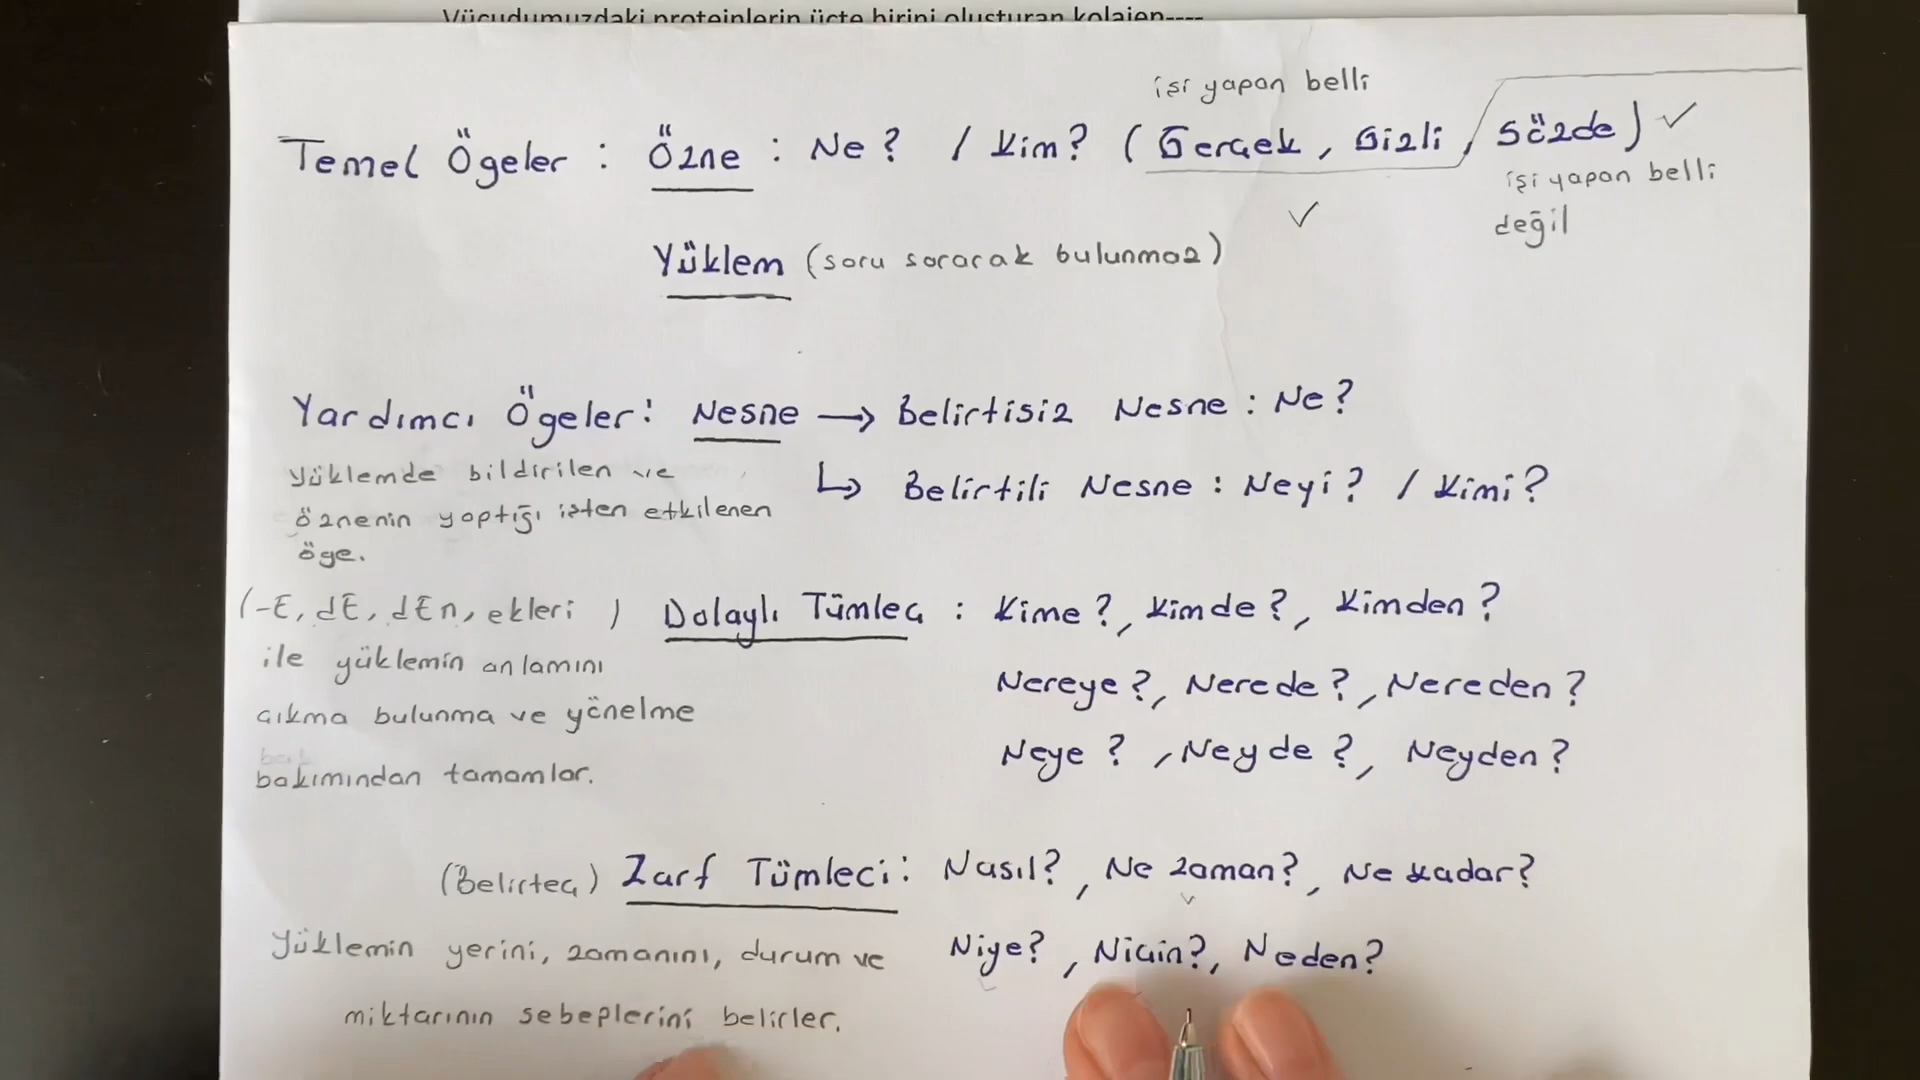 Vücudumuzdaki proteinlerin üçte birini oluşturan kolajen----
işi yapan belli
Temel Ögeler : Özne : Ne? / Kim? (Gerçek, Gizli, Sözde) ✓
işi yapan belli
değil
✓
Yüklem (soru sorarak bulunmaz)
Yardımcı Ögeler: Nesne → Belirtisiz Nesne : Ne?
↳ Belirtili Nesne : Neyi? / Kimi?
Yüklemde bildirilen ve
öznenin yaptığı işten etkilenen
öge.
(-E, dE, dEn, ekleri) Dolaylı Tümleç : Kime?, Kimde?, Kimden?
ile yüklemin anlamını
çıkma bulunma ve yönelme
bakımından tamamlar.
Nereye?, Nerede?, Nereden?
Neye?, Neyde?, Neyden?
(Belirteç) Zarf Tümleci: Nasıl?, Ne zaman?, Ne kadar?
Yüklemin yerini, zamanını, durum ve
miktarının sebeplerini belirler.
Niye?, Niçin?, Neden?